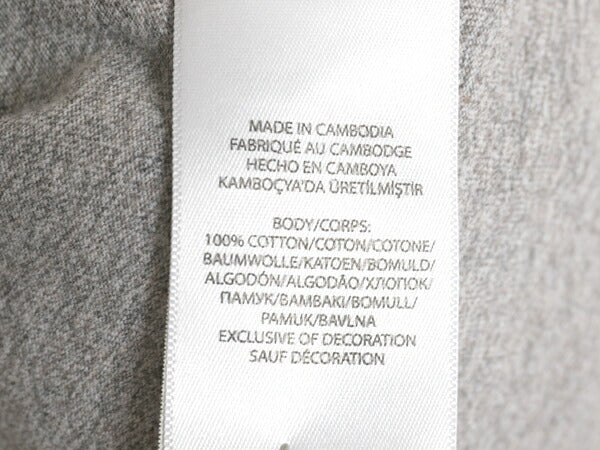 MADE IN CAMBODIA
FABRIQUÉ AU CAMBODGE
HECHO EN CAMBOYA
KAMBOÇYA'DA ÜRETİLMİŞTİR
BODY/CORPS:
100% COTTON/COTON/COTONE/
BAUMWOLLE/KATOEN/BOMULD/
ALGODÓN/ALGODÃO/ХЛОПОК/
ПАМУК/BAMBAKI/BOMULL/
PAMUK/BAVLNA
EXCLUSIVE OF DECORATION
SAUF DÉCORATION